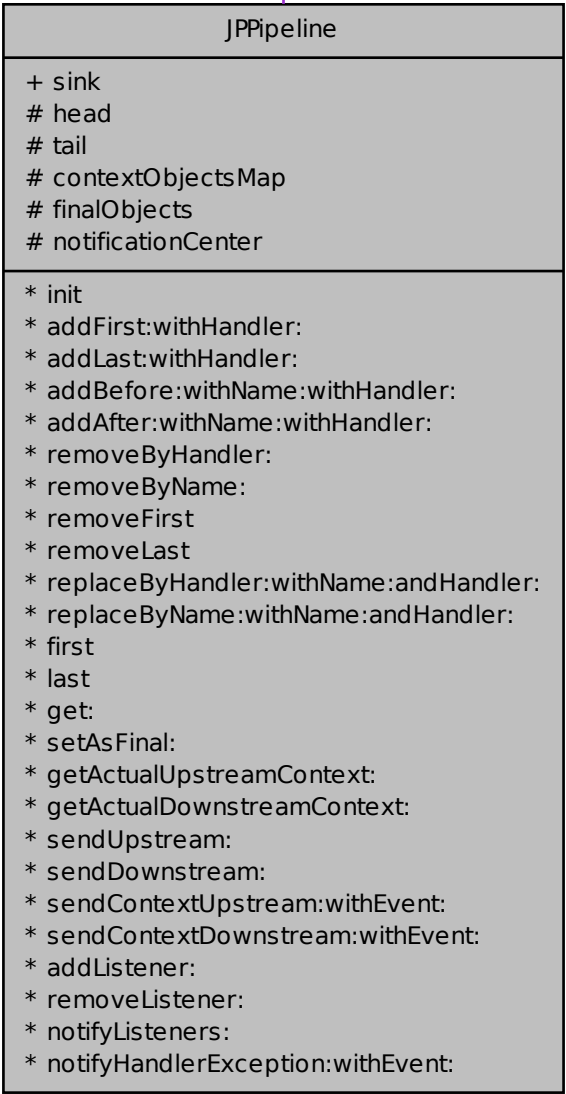 JPPipeline
+ sink
# head
# tail
# contextObjectsMap
# finalObjects
# notificationCenter
* init
* addFirst:withHandler:
* addLast:withHandler:
* addBefore:withName:withHandler:
* addAfter:withName:withHandler:
* removeByHandler:
* removeByName:
* removeFirst
* removeLast
* replaceByHandler:withName:andHandler:
* replaceByName:withName:andHandler:
* first
* last
* get:
* setAsFinal:
* getActualUpstreamContext:
* getActualDownstreamContext:
* sendUpstream:
* sendDownstream:
* sendContextUpstream:withEvent:
* sendContextDownstream:withEvent:
* addListener:
* removeListener:
* notifyListeners:
* notifyHandlerException:withEvent: